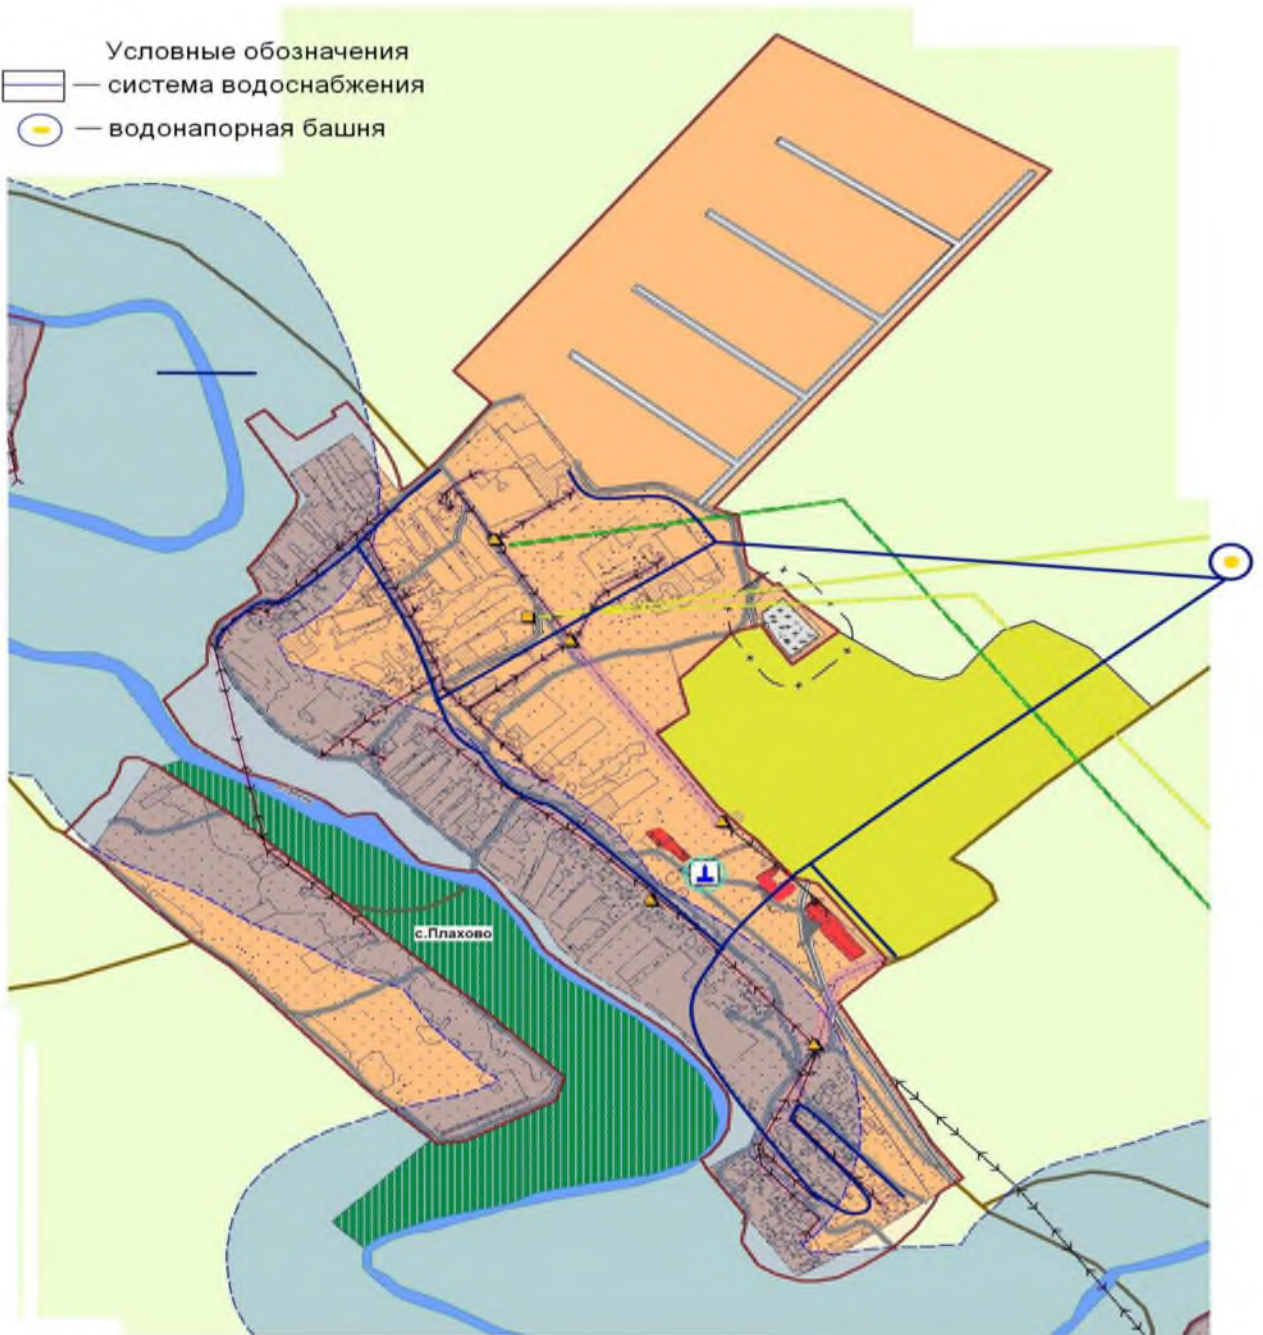 Условные обозначения
— система водоснабжения
— водонапорная башня
с.Плахово